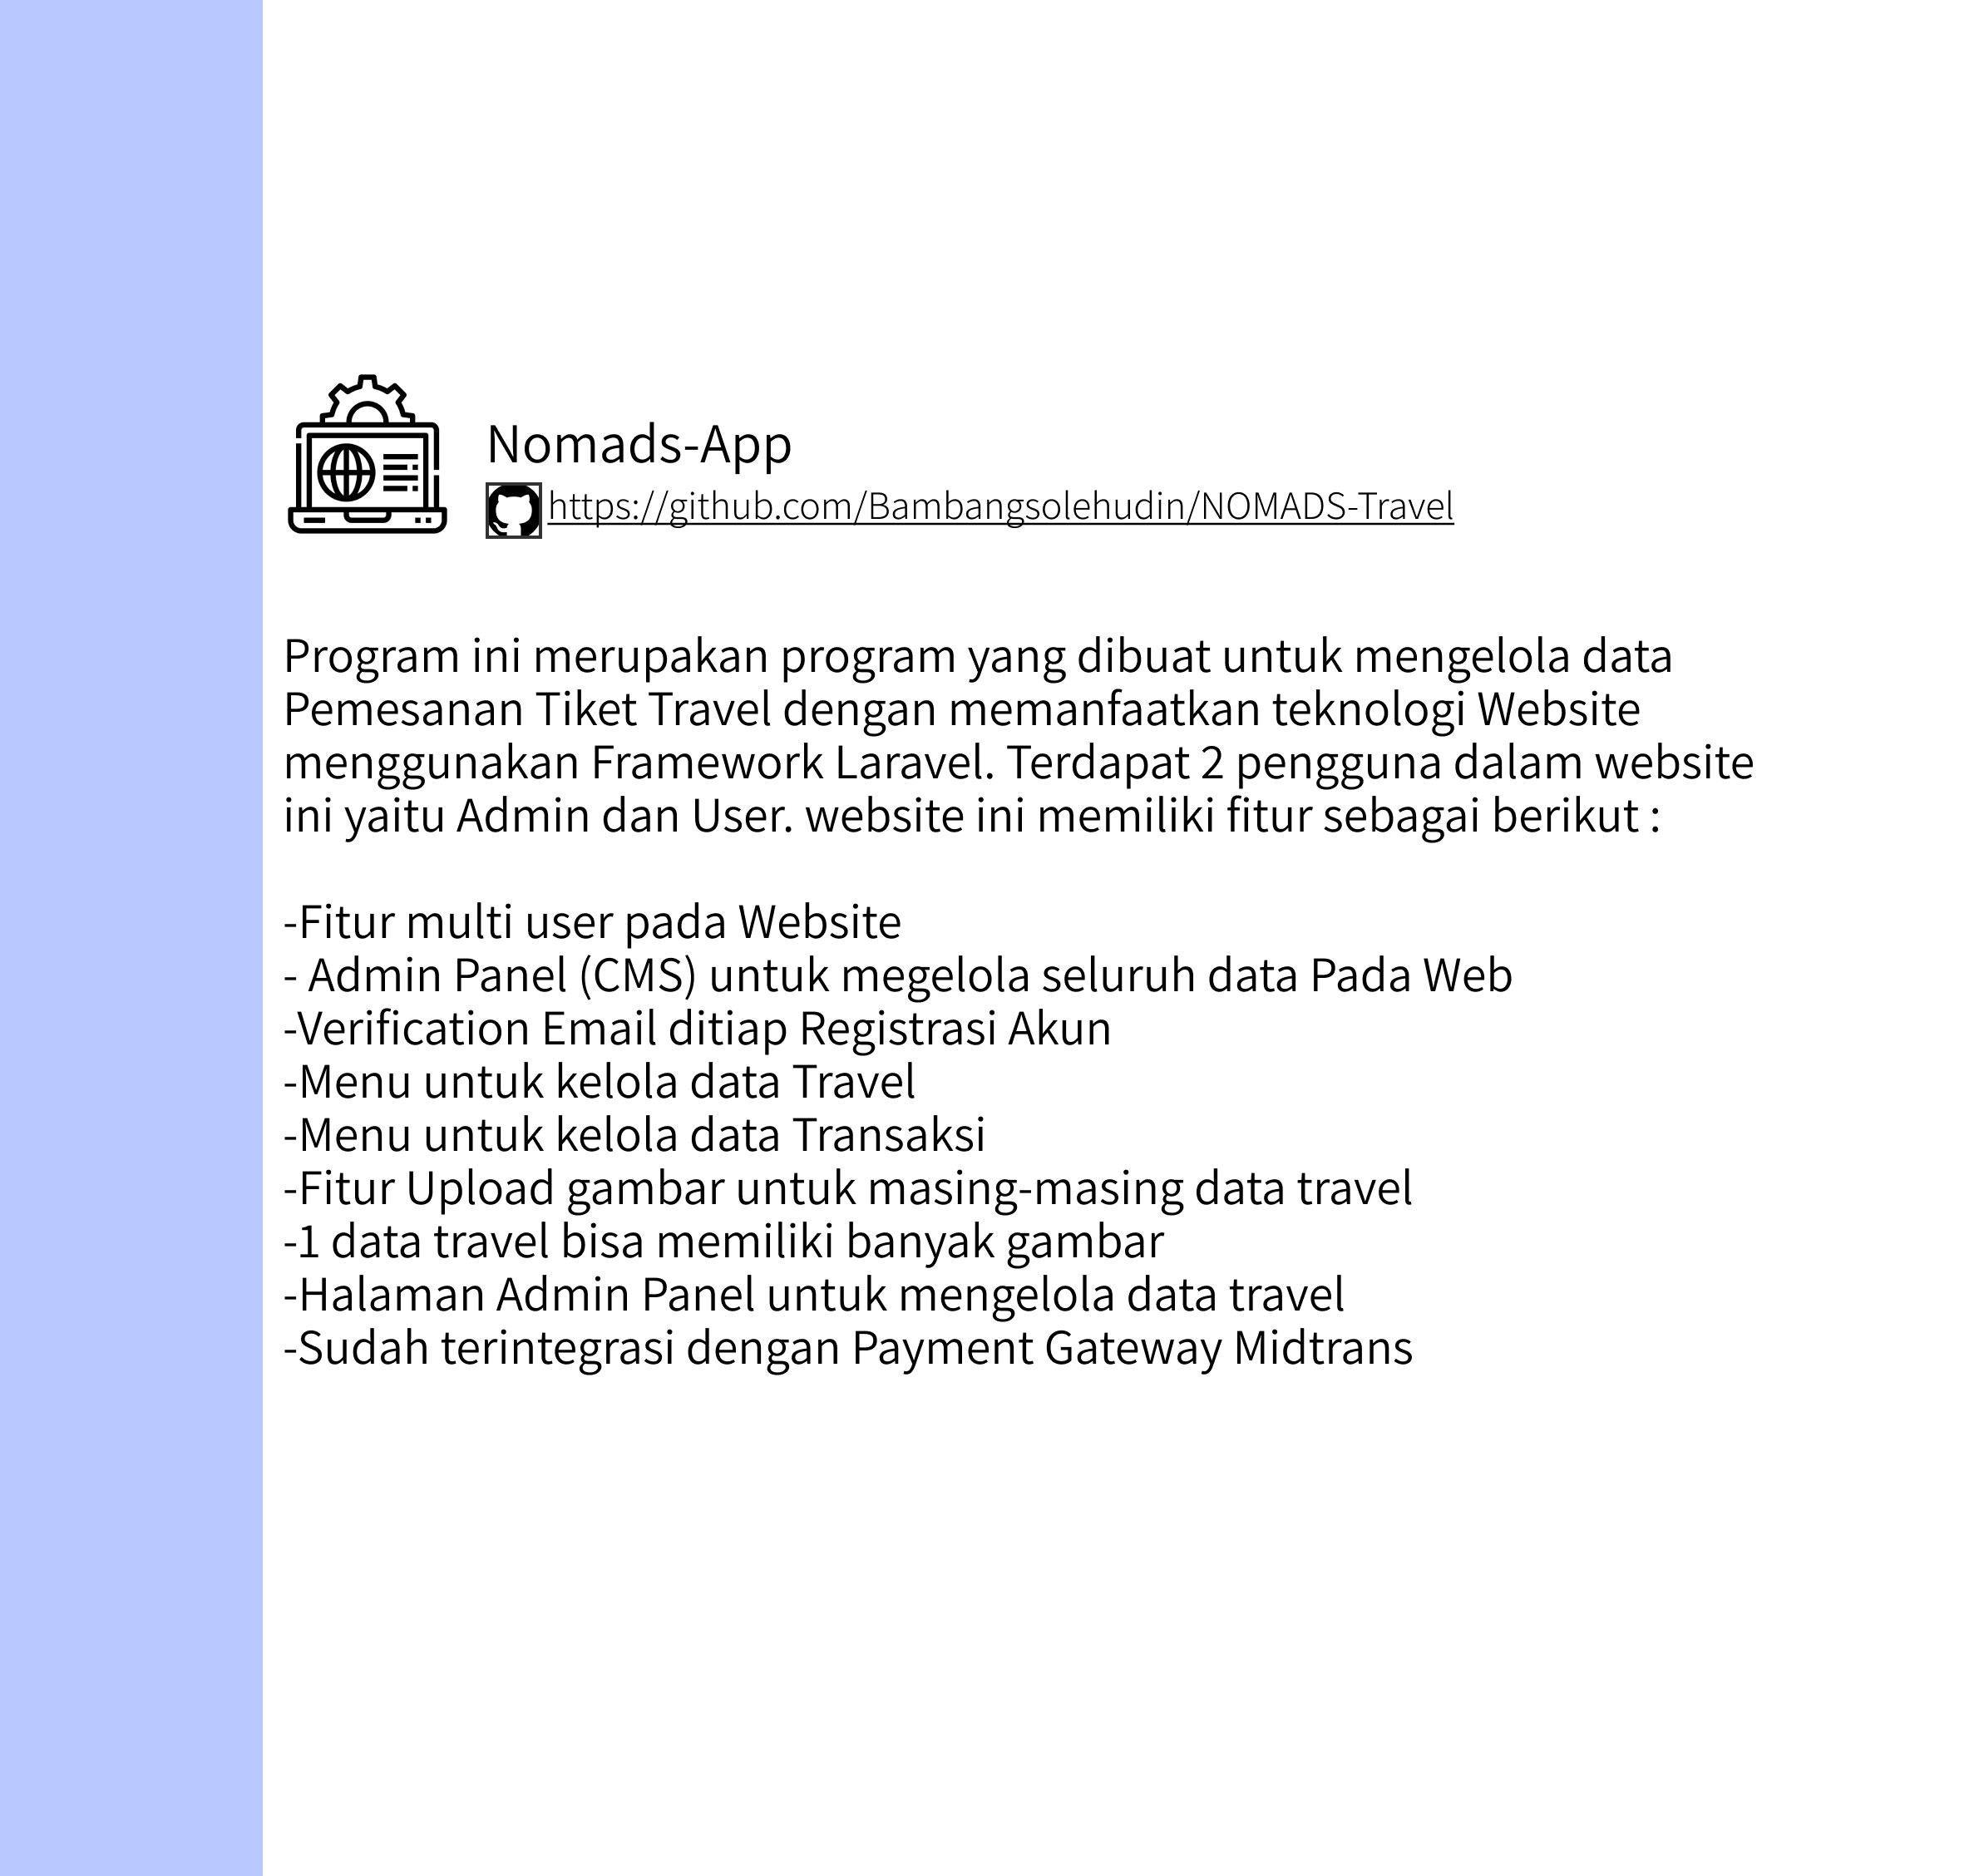 Nomads-App
https://github.com/Bambangsolehudin/NOMADS-Travel
Program ini merupakan program yang dibuat untuk mengelola data
Pemesanan Tiket Travel dengan memanfaatkan teknologi Website
menggunakan Framework Laravel. Terdapat 2 pengguna dalam website
ini yaitu Admin dan User. website ini memiliki fitur sebagai berikut :
-Fitur multi user pada Website
- Admin Panel (CMS) untuk negelola seluruh data Pada Web
-Verification Email ditiap Registrasi Akun
-Menu untuk kelola data Travel
-Menu untuk kelola data Transaksi
-Fitur Upload gambar untuk masing-masing data travel
-1 data travel bisa memiliki banyak gambar
-Halaman Admin Panel untuk mengelola data travel
-Sudah terintegrasi dengan Payment Gateway Midtrans